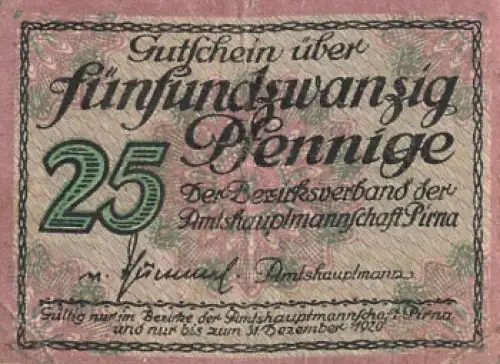 Gutschein über
fünfundzwanzig
Pfennige
25
Der Bezirksverband der
Amtshauptmannschaft Pirna
v. Hümmel Amtshauptmann
Gültig nur im Bezirke der Amtshauptmannschaft Pirna
und nur bis zum 31 Dezember 1920